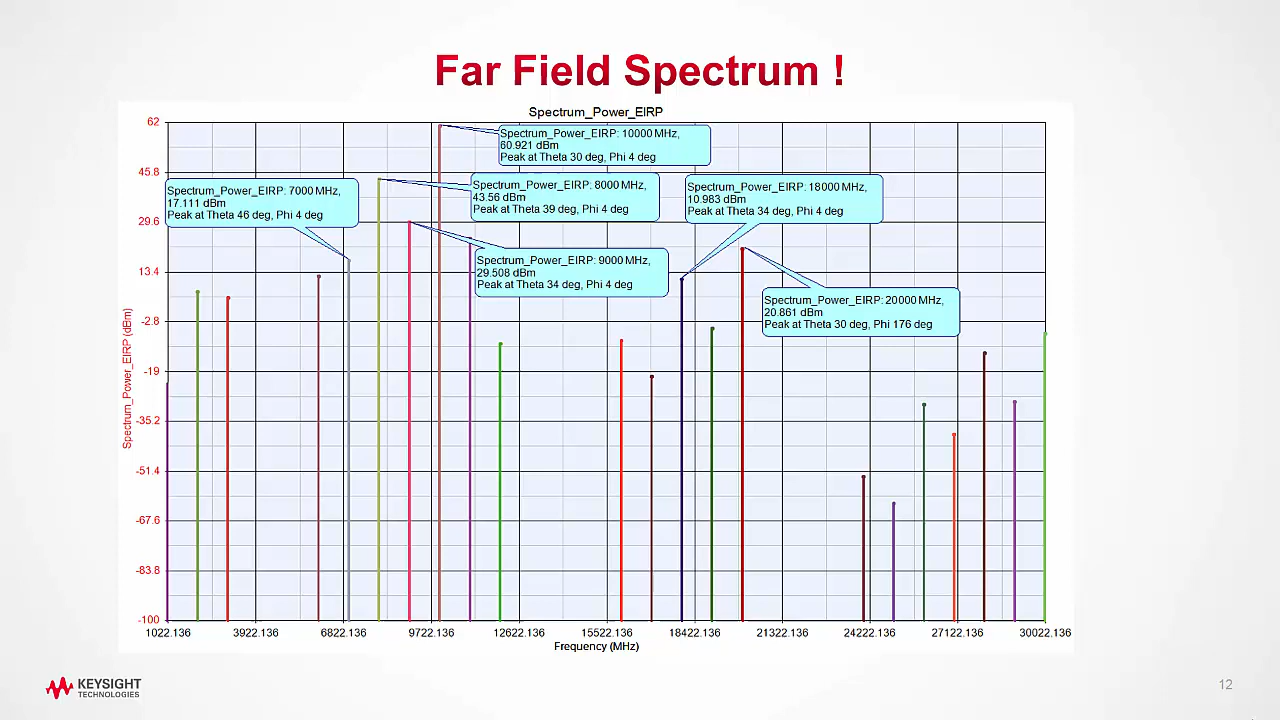 Far Field Spectrum !
Spectrum_Power_EIRP
Spectrum_Power_EIRP: 10000 MHz,
60.921 dBm
Peak at Theta 30 deg, Phi 4 deg
Spectrum_Power_EIRP: 7000 MHz,
17.111 dBm
Peak at Theta 46 deg, Phi 4 deg
Spectrum_Power_EIRP: 8000 MHz,
43.56 dBm
Peak at Theta 39 deg, Phi 4 deg
Spectrum_Power_EIRP: 18000 MHz,
10.983 dBm
Peak at Theta 34 deg, Phi 4 deg
Spectrum_Power_EIRP: 9000 MHz,
29.508 dBm
Peak at Theta 34 deg, Phi 4 deg
Spectrum_Power_EIRP: 20000 MHz,
20.861 dBm
Peak at Theta 30 deg, Phi 176 deg
Spectrum_Power_EIRP (dBm)
62
45.8
29.6
13.4
-2.8
-19
-35.2
-51.4
-67.6
-83.8
-100
1022.136 3922.136 6822.136 9722.136 12622.136 15522.136 18422.136 21322.136 24222.136 27122.136 30022.136
Frequency (MHz)
KEYSIGHT
TECHNOLOGIES
12